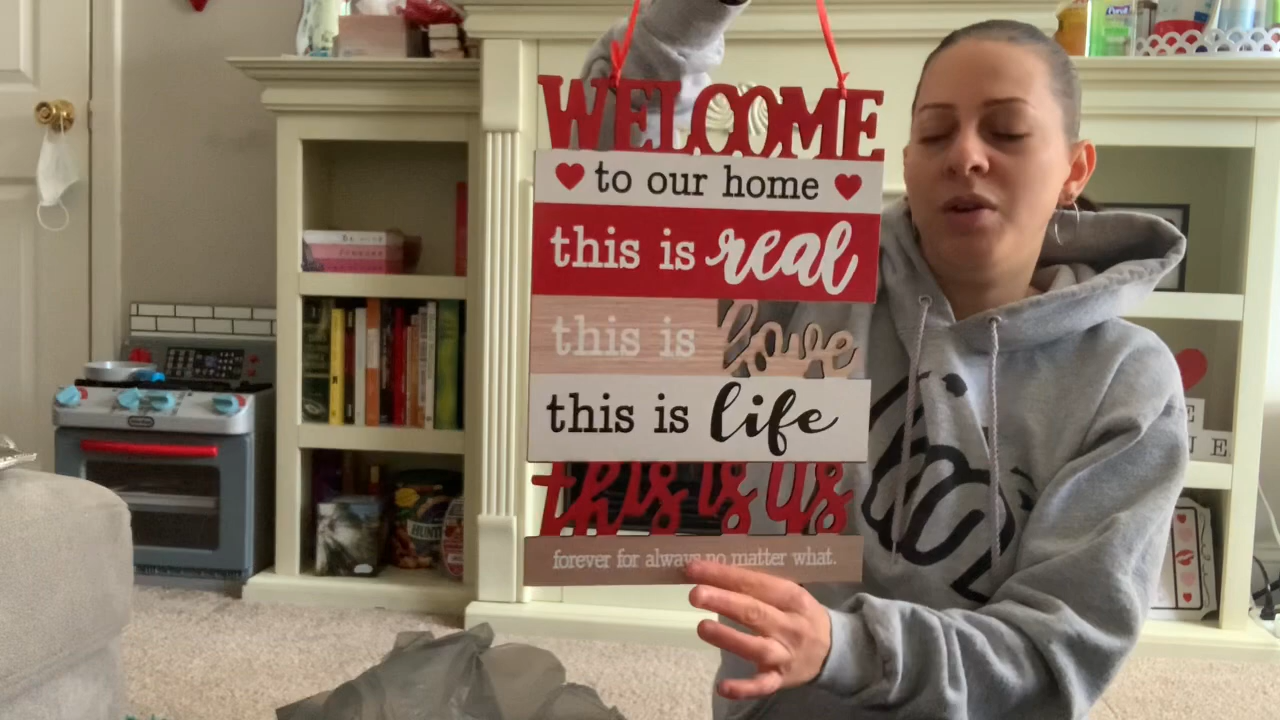 WELCOME
to our home
this is real
this is love
this is life
this is us
forever for always no matter what.